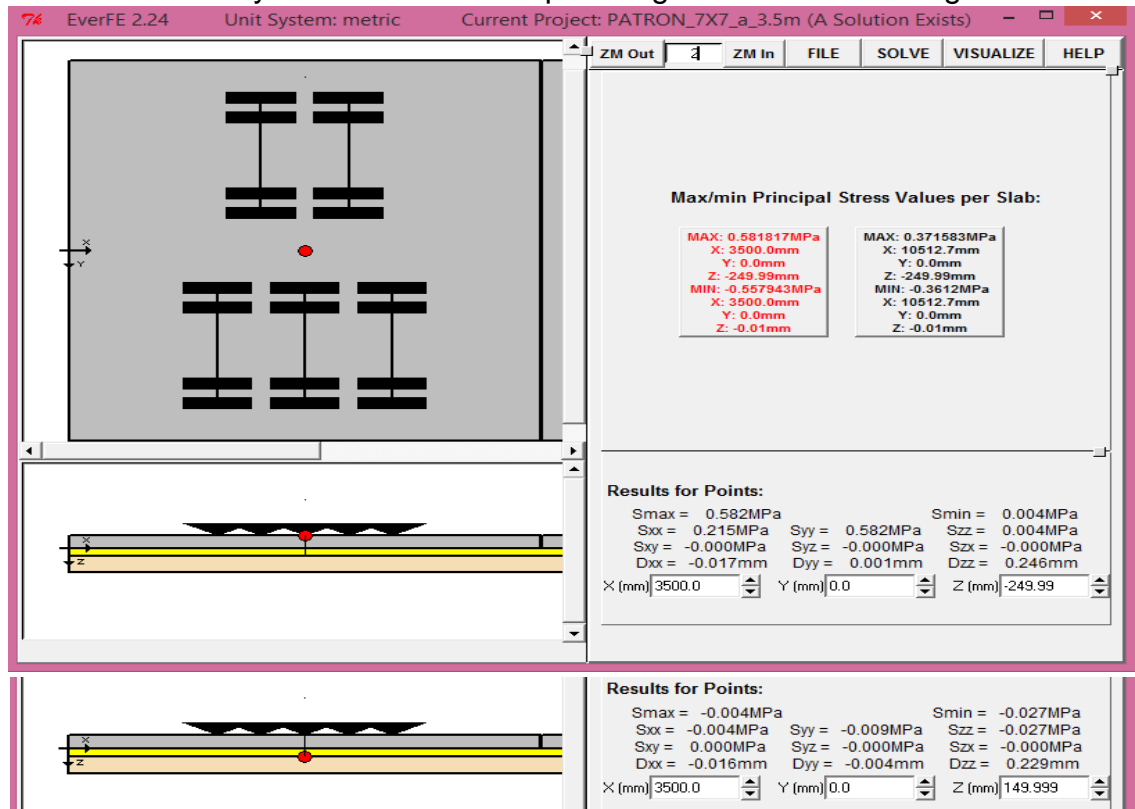 EverFE 2.24 Unit System: metric Current Project: PATRON_7X7_a_3.5m (A Solution Exists)
ZM Out 2 ZM In FILE SOLVE VISUALIZE HELP
X
Y
Max/min Principal Stress Values per Slab:
MAX: 0.581817MPa
X: 3500.0mm
Y: 0.0mm
Z: -249.99mm
MIN: -0.557943MPa
X: 3500.0mm
Y: 0.0mm
Z: -0.01mm
MAX: 0.371583MPa
X: 10512.7mm
Y: 0.0mm
Z: -249.99mm
MIN: -0.3612MPa
X: 10512.7mm
Y: 0.0mm
Z: -0.01mm
X
Z
Results for Points:
Smax = 0.582MPa Smin = 0.004MPa
Sxx = 0.215MPa Syy = 0.582MPa Szz = 0.004MPa
Sxy = -0.000MPa Syz = -0.000MPa Szx = -0.000MPa
Dxx = -0.017mm Dyy = 0.001mm Dzz = 0.246mm
X (mm) 3500.0 Y (mm) 0.0 Z (mm) -249.99
X
Z
Results for Points:
Smax = -0.004MPa Smin = -0.027MPa
Sxx = -0.004MPa Syy = -0.009MPa Szz = -0.027MPa
Sxy = 0.000MPa Syz = -0.000MPa Szx = -0.000MPa
Dxx = -0.016mm Dyy = -0.004mm Dzz = 0.229mm
X (mm) 3500.0 Y (mm) 0.0 Z (mm) 149.999